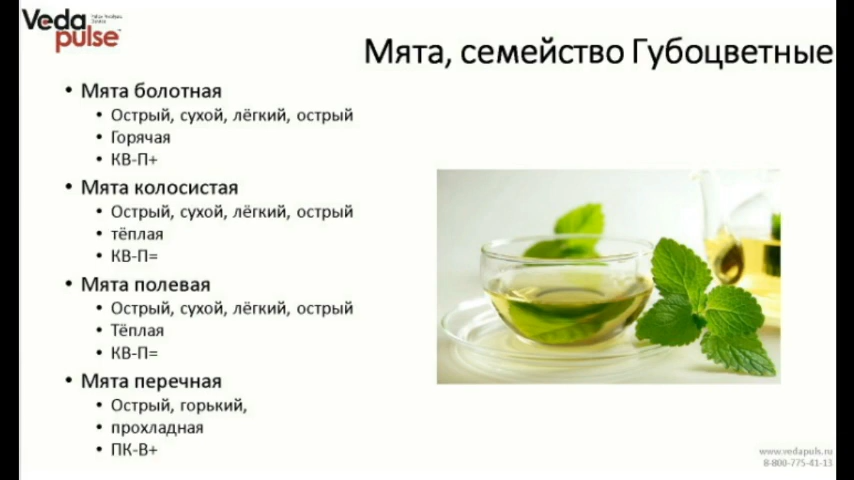 Veda
pulse™
Мята, семейство Губоцветные
• Мята болотная
• Острый, сухой, лёгкий, острый
• Горячая
• КВ-П+
• Мята колосистая
• Острый, сухой, лёгкий, острый
• тёплая
• КВ-П=
• Мята полевая
• Острый, сухой, лёгкий, острый
• Тёплая
• КВ-П=
• Мята перечная
• Острый, горький,
• прохладная
• ПК-В+
www.vedapuls.ru
8-800-775-41-13